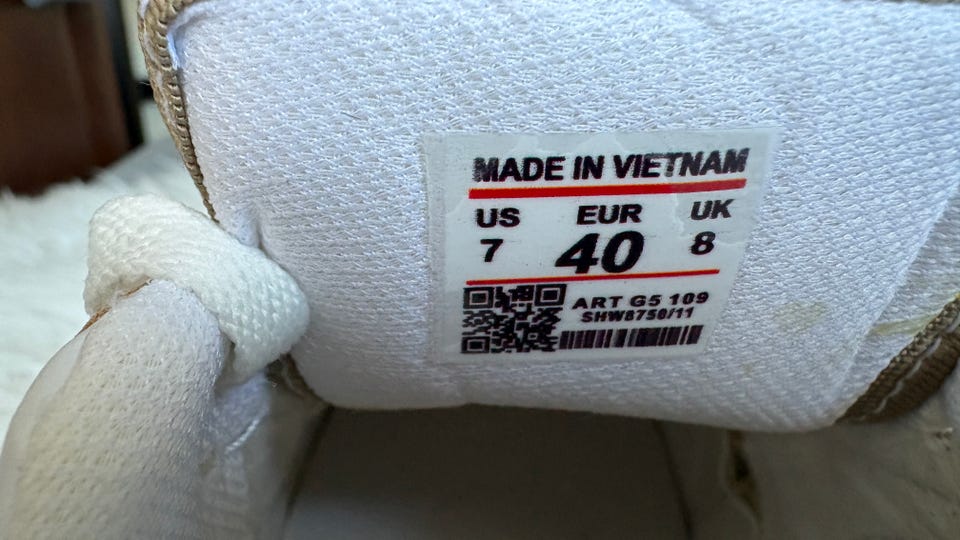 MADE IN VIETNAM
US EUR UK
7 40 8
ART G5 109
SHW8750/11